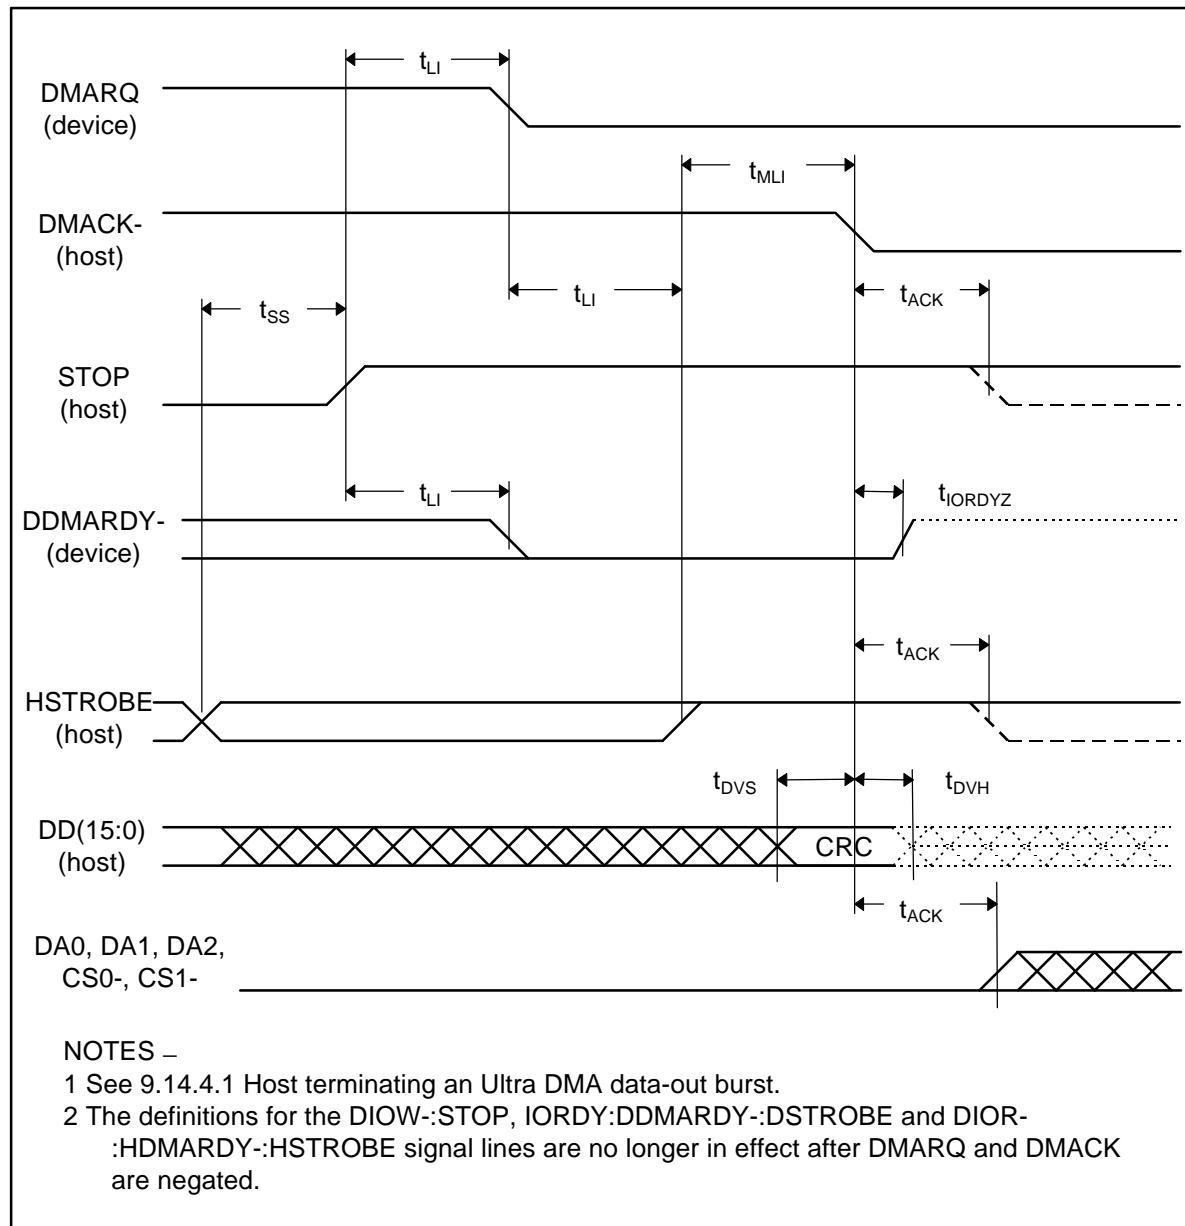 tLI
DMARQ
(device)
tMLI
DMACK-
(host)
tSS
tLI
tACK
STOP
(host)
tLI
tIORDYZ
DDMARDY-
(device)
tACK
HSTROBE
(host)
tDVS
tDVH
DD(15:0)
(host)
CRC
tACK
DA0, DA1, DA2,
CS0-, CS1-
NOTES –
1 See 9.14.4.1 Host terminating an Ultra DMA data-out burst.
2 The definitions for the DIOW-:STOP, IORDY:DDMARDY-:DSTROBE and DIOR-
:HDMARDY-:HSTROBE signal lines are no longer in effect after DMARQ and DMACK
are negated.